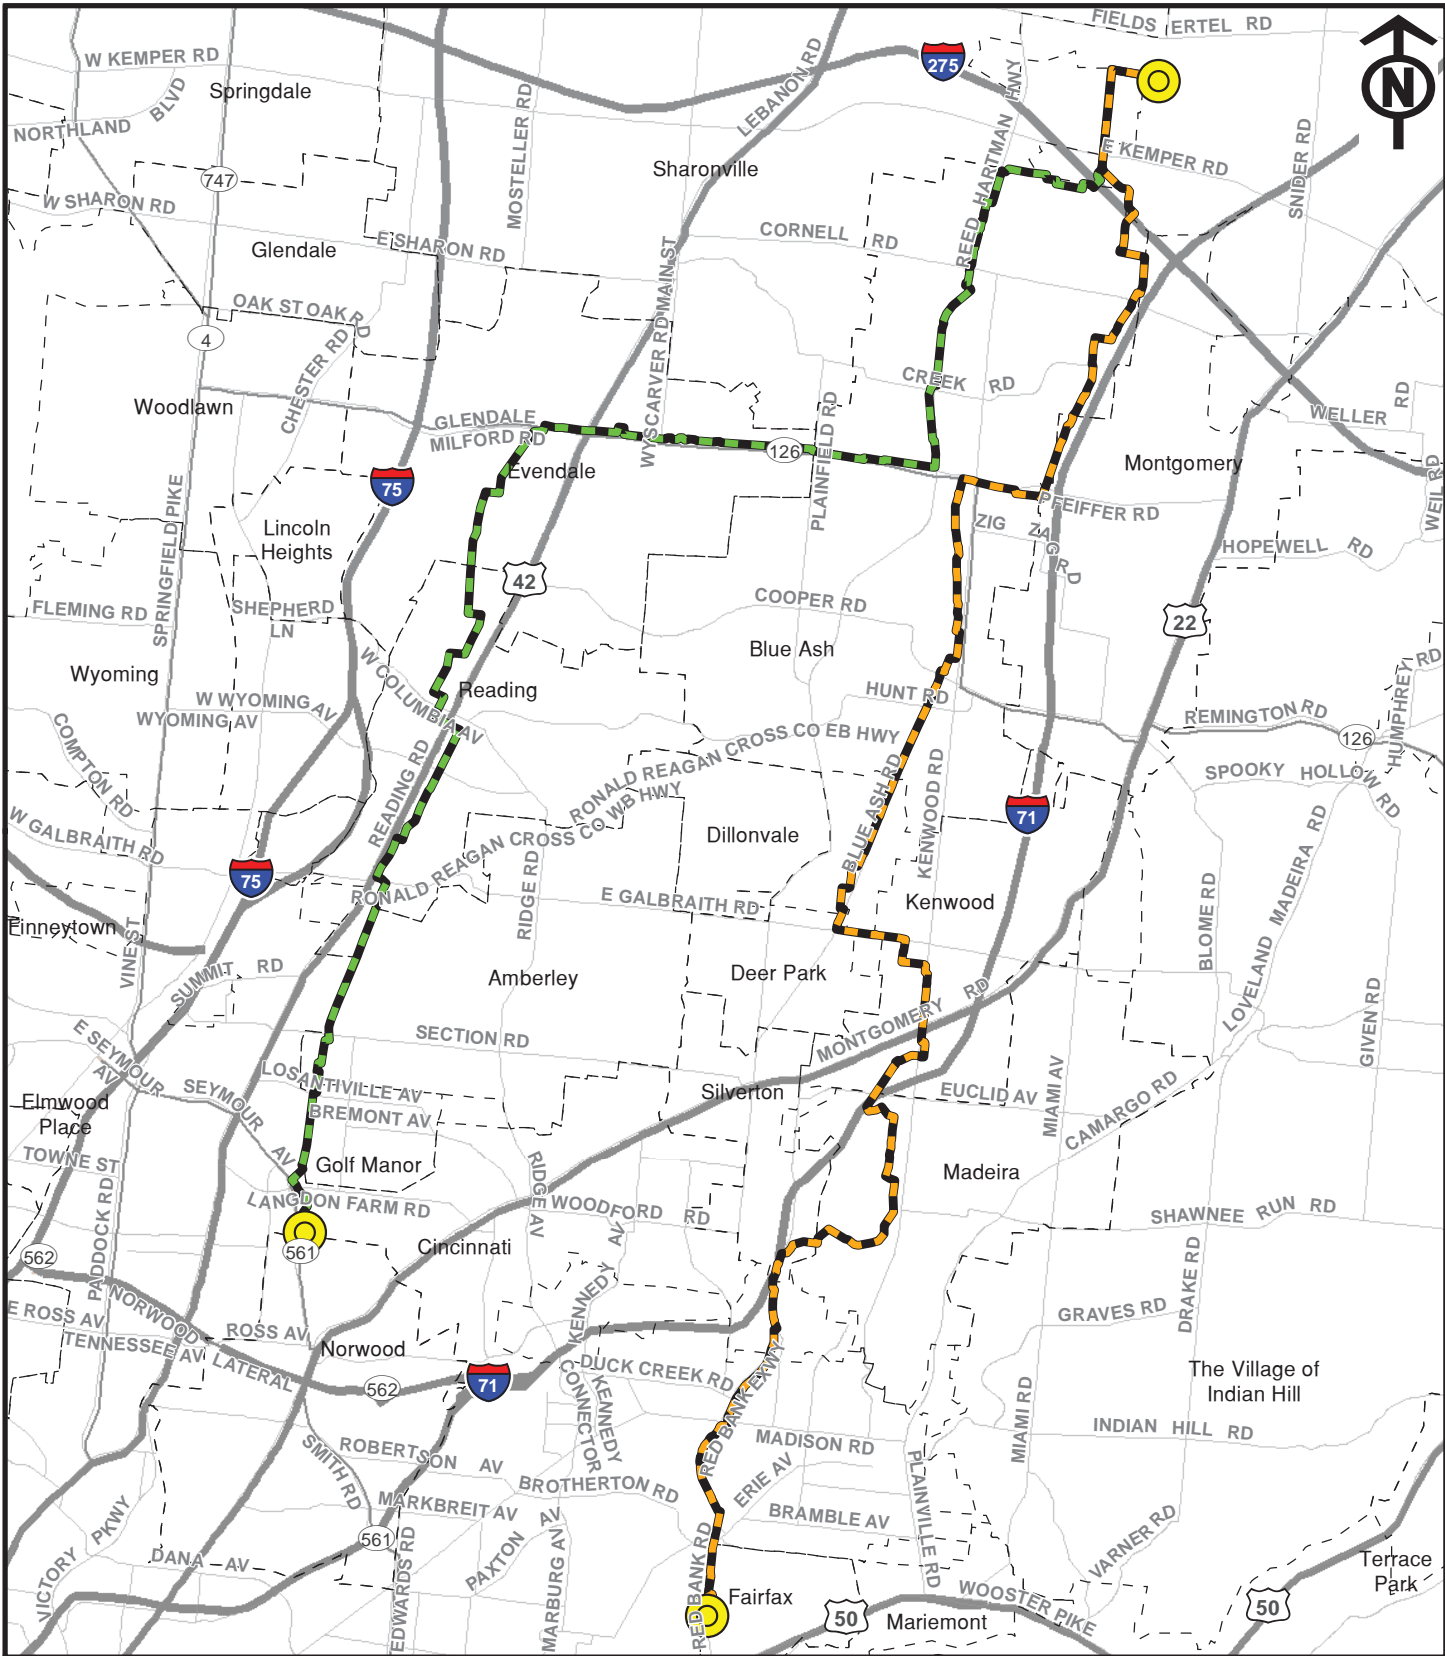 FIELDS ERTEL RD
W KEMPER RD
275
N
Springdale
BLVD
NORTHLAND
MOSTELLER RD
LEBANON RD
REED HARTMAN HWY
E KEMPER RD
SNIDER RD
Sharonville
747
W SHARON RD
Glendale
E SHARON RD
CORNELL RD
OAK ST OAK RD
4
CHESTER RD
WYSCARVER RD MAIN ST
CREEK RD
Woodlawn
GLENDALE
MILFORD RD
Evendale
126
PLAINFIELD RD
WELLER RD
Montgomery
WEIL RD
75
PFEIFFER RD
ZIG ZAG RD
HOPEWELL RD
Lincoln
Heights
SPRINGFIELD PIKE
42
FLEMING RD
SHEPHERD
LN
COOPER RD
22
Blue Ash
Wyoming
W COLUMBIA AV
Reading
HUNT RD
W WYOMING AV
WYOMING AV
REMINGTON RD
126
HUMPHREY RD
COMPTON RD
READING RD
RONALD REAGAN CROSS CO EB HWY
RONALD REAGAN CROSS CO WB HWY
BLUE ASH RD
KENWOOD RD
SPOOKY HOLLOW RD
71
W GALBRAITH RD
Dillonvale
75
RIDGE RD
E GALBRAITH RD
Kenwood
BLOME RD
LOVELAND MADEIRA RD
Finneytown
VINE ST
SUMMIT RD
Amberley
Deer Park
MONTGOMERY RD
GIVEN RD
E SEYMOUR
AV
SECTION RD
SEYMOUR AV
LOSANTIVILLE AV
BREMONT AV
Silverton
EUCLID AV
MIAMI AV
CAMARGO RD
Elmwood
Place
TOWNE ST
Golf Manor
Madeira
PADDOCK RD
LANGDON FARM RD
RIDGE AV
WOODFORD RD
SHAWNEE RUN RD
561
Cincinnati
562
KENNEDY AV
DRAKE RD
GRAVES RD
E ROSS AV
TENNESSEE AV
NORWOOD LATERAL
ROSS AV
Norwood
562
71
DUCK CREEK RD
KENNEDY
CONNECTOR
RED BANK EXWY
The Village of
Indian Hill
MIAMI RD
INDIAN HILL RD
SMITH RD
ROBERTSON AV
MADISON RD
PLAINVILLE RD
BROTHERTON RD
ERIE AV
MARKBREIT AV
BRAMBLE AV
VICTORY PKWY
561
DANA AV
EDWARDS RD
PAXTON AV
MARBURG AV
RED BANK RD
VARNER RD
Terrace
Park
Fairfax
50
Mariemont
WOOSTER PIKE
50